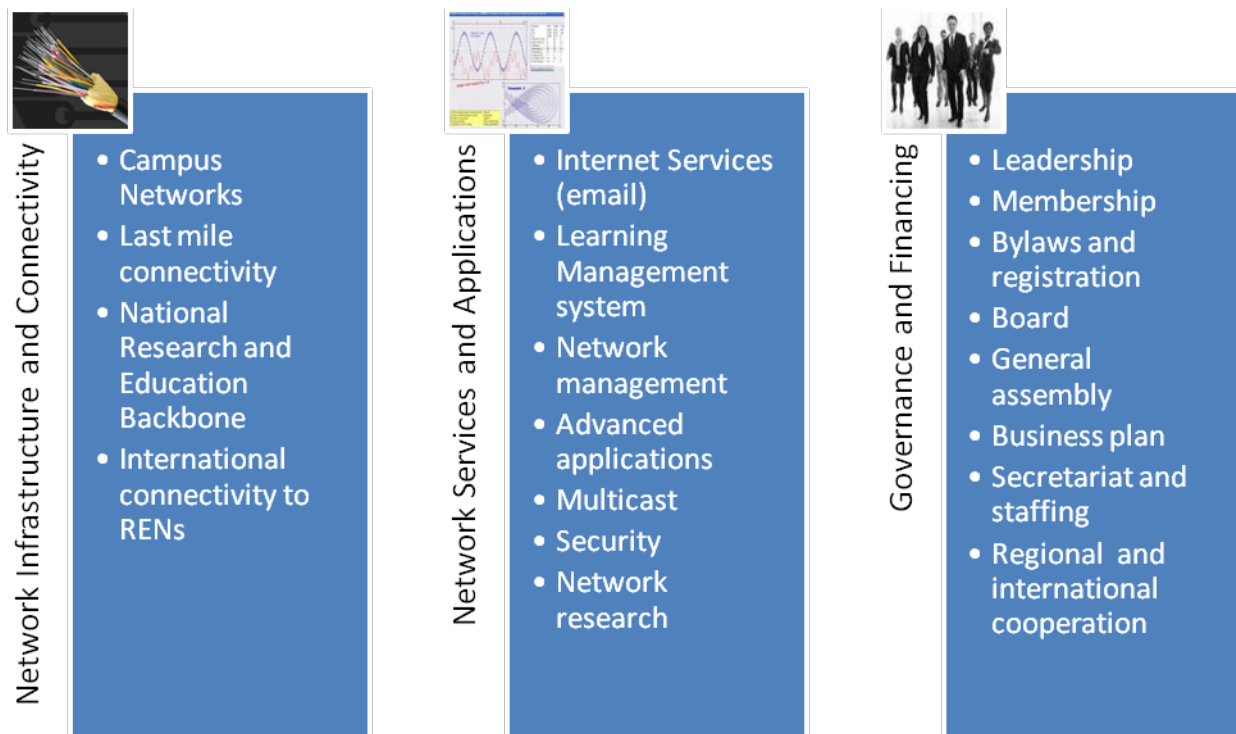 Network Infrastructure and Connectivity
• Campus
Networks
• Last mile
connectivity
• National
Research and
Education
Backbone
• International
connectivity to
RENs
Network Services and Applications
• Internet Services
(email)
• Learning
Management
system
• Network
management
• Advanced
applications
• Multicast
• Security
• Network
research
Governance and Financing
• Leadership
• Membership
• Bylaws and
registration
• Board
• General
assembly
• Business plan
• Secretariat and
staffing
• Regional and
international
cooperation